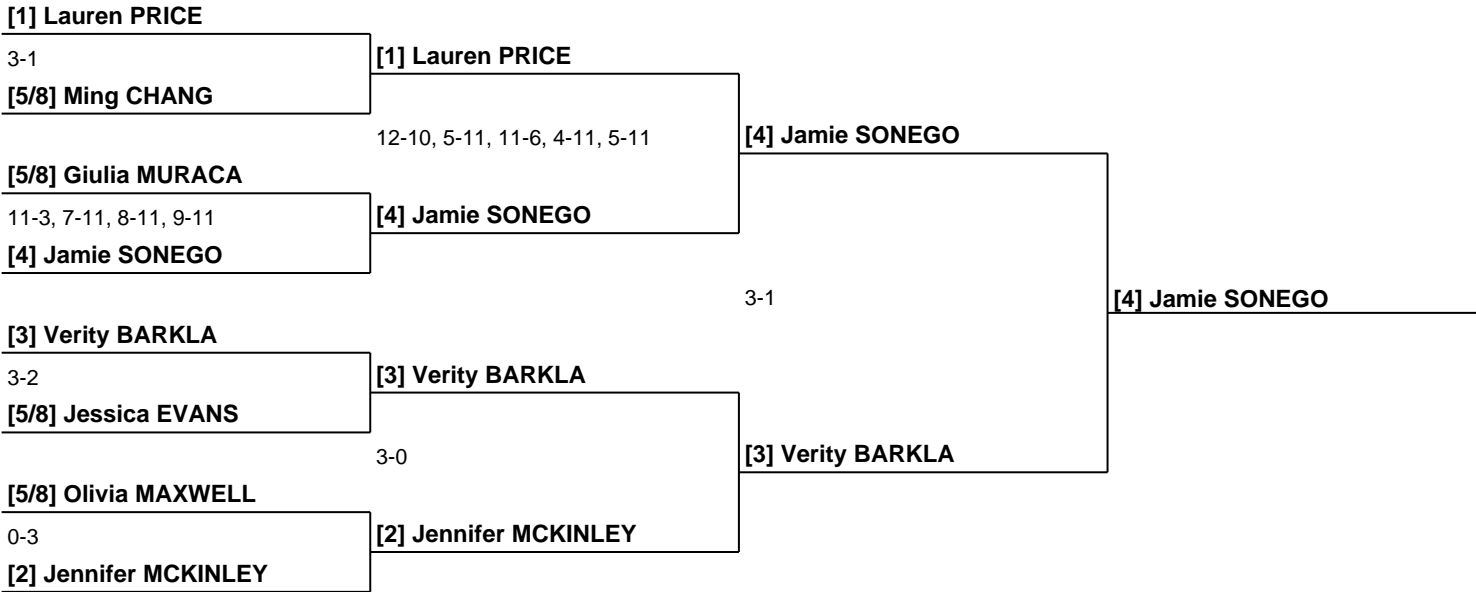 [1] Lauren PRICE
3-1
[5/8] Ming CHANG
[1] Lauren PRICE
12-10, 5-11, 11-6, 4-11, 5-11
[4] Jamie SONEGO
[5/8] Giulia MURACA
11-3, 7-11, 8-11, 9-11
[4] Jamie SONEGO
[4] Jamie SONEGO
3-1
[4] Jamie SONEGO
[3] Verity BARKLA
3-2
[5/8] Jessica EVANS
[3] Verity BARKLA
3-0
[3] Verity BARKLA
[5/8] Olivia MAXWELL
0-3
[2] Jennifer MCKINLEY
[2] Jennifer MCKINLEY